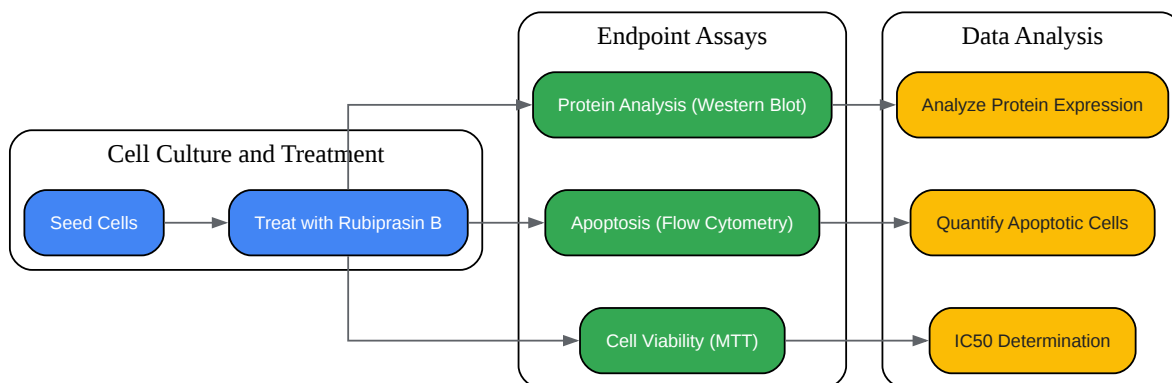 Endpoint Assays
Data Analysis
Protein Analysis (Western Blot)
Analyze Protein Expression
Cell Culture and Treatment
Seed Cells
Treat with Rubiprasin B
Apoptosis (Flow Cytometry)
Quantify Apoptotic Cells
Cell Viability (MTT)
IC50 Determination